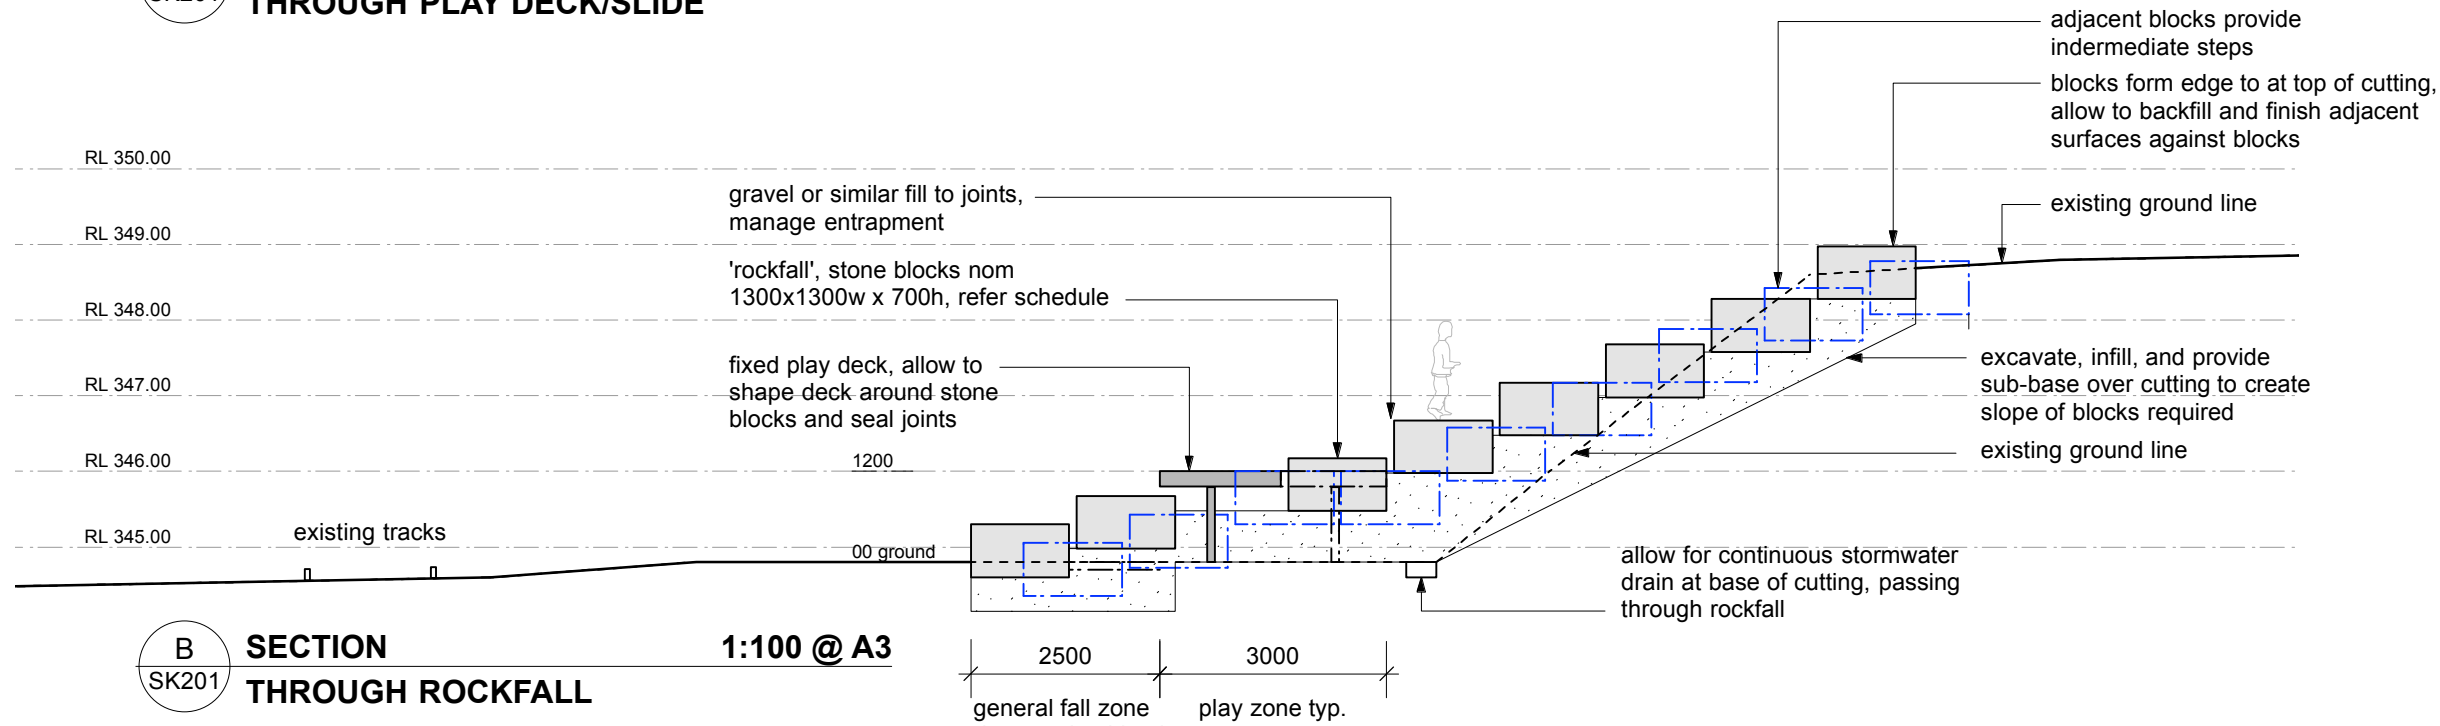 THROUGH PLAY DECK/SLIDE
adjacent blocks provide
indermediate steps
blocks form edge to at top of cutting,
allow to backfill and finish adjacent
surfaces against blocks
RL 350.00
gravel or similar fill to joints,
manage entrapment
existing ground line
RL 349.00
'rockfall', stone blocks nom
1300x1300w x 700h, refer schedule
RL 348.00
fixed play deck, allow to
shape deck around stone
blocks and seal joints
excavate, infill, and provide
sub-base over cutting to create
slope of blocks required
RL 347.00
existing ground line
RL 346.00
1200
RL 345.00
existing tracks
00 ground
allow for continuous stormwater
drain at base of cutting, passing
through rockfall
B
SK201
SECTION
1:100 @ A3
THROUGH ROCKFALL
2500
3000
general fall zone
play zone typ.